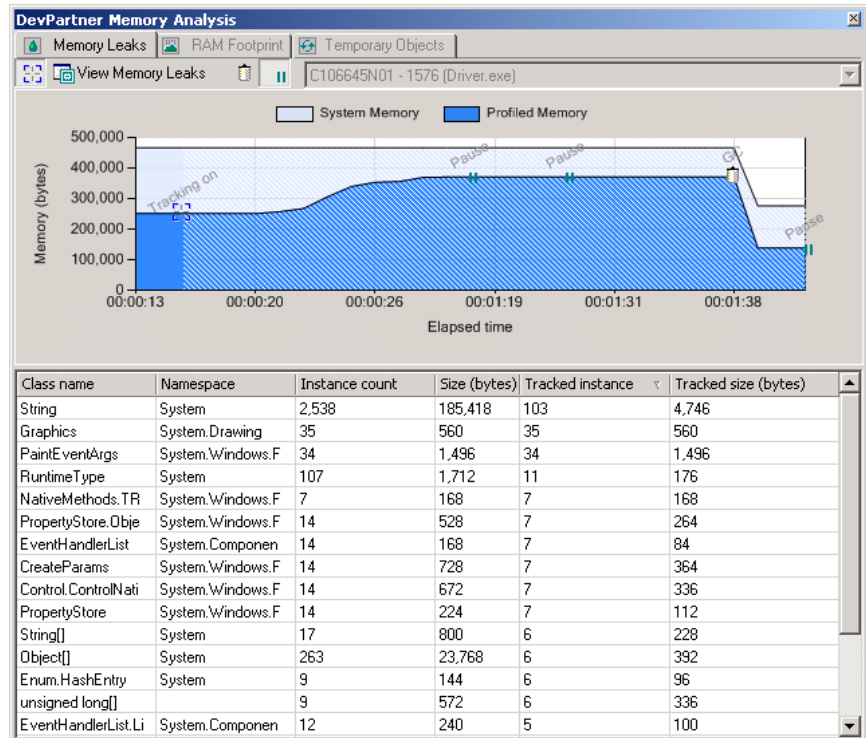 DevPartner Memory Analysis
Memory Leaks RAM Footprint Temporary Objects
View Memory Leaks C106645N01 - 1576 (Driver.exe)
System Memory Profiled Memory
Memory (bytes)
500,000
400,000
300,000
200,000
100,000
0
Tracking on
Pause
Pause
GC
Pause
00:00:13 00:00:20 00:00:26 00:01:19 00:01:31 00:01:38
Elapsed time
Class name Namespace Instance count Size (bytes) Tracked instance Tracked size (bytes)
String System 2,538 185,418 103 4,746
Graphics System.Drawing 35 560 35 560
PaintEventArgs System.Windows.F 34 1,496 34 1,496
RuntimeType System 107 1,712 11 176
NativeMethods.TR System.Windows.F 7 168 7 168
PropertyStore.Obje System.Windows.F 14 528 7 264
EventHandlerList System.Componen 14 168 7 84
CreateParams System.Windows.F 14 728 7 364
Control.ControlNati System.Windows.F 14 672 7 336
PropertyStore System.Windows.F 14 224 7 112
String[] System 17 800 6 228
Object[] System 263 23,768 6 392
Enum.HashEntry System 9 144 6 96
unsigned long[] 9 572 6 336
EventHandlerList.Li System.Componen 12 240 5 100